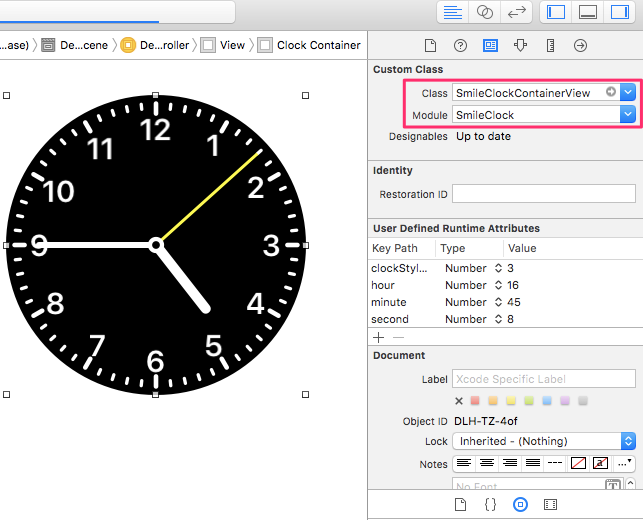 ...ase) De...cene De...roller View Clock Container
12
11 1
10 2
9 3
8 4
7 5
6
Custom Class
Class SmileClockContainerView
Module SmileClock
Designables Up to date
Identity
Restoration ID
User Defined Runtime Attributes
Key Path Type Value
clockStyl... Number 3
hour Number 16
minute Number 45
second Number 8
Document
Label Xcode Specific Label
Object ID DLH-TZ-4of
Lock Inherited - (Nothing)
Notes
No Font